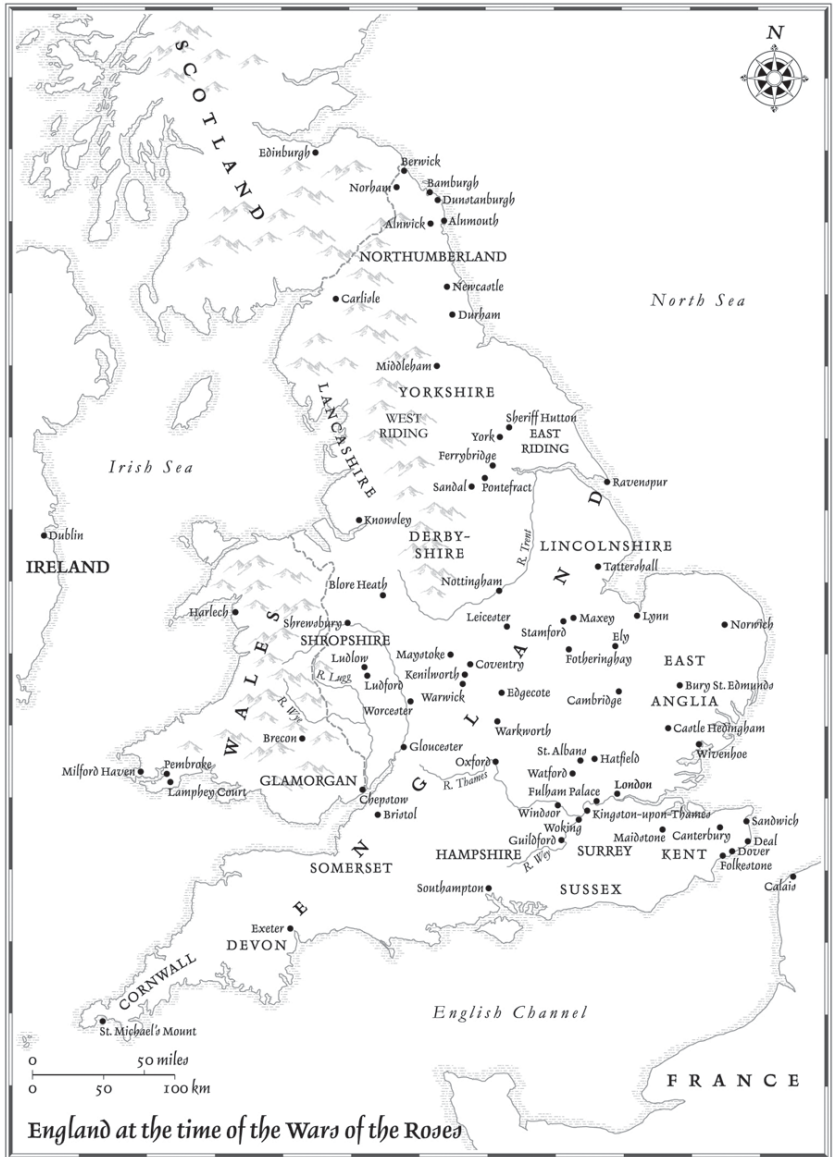 N
SCOTLAND
Edinburgh
Berwick
Norham
Bamburgh
Dunstanburgh
Alnwick
Alnmouth
NORTHUMBERLAND
Newcastle
North Sea
Carlisle
Durham
Middleham
YORKSHIRE
LANCASHIRE
WEST
RIDING
Sheriff Hutton
York
EAST
RIDING
Ferrybridge
Irish Sea
Sandal
Pontefract
Ravenspur
Knowsley
Dublin
IRELAND
DERBY-
SHIRE
R. Trent
LINCOLNSHIRE
Tattershall
Nottingham
Blore Heath
Harlech
WALES
Shrewsbury
SHROPSHIRE
Leicester
Stamford
Maxey
Lynn
Norwich
Ely
Fotheringhay
Ludlow
R. Lugg
Ludford
Maxstoke
Coventry
Kenilworth
Warwick
EAST
ANGLIA
Edgecote
Cambridge
Bury St. Edmunds
Worcester
R. Wye
Brecon
Warkworth
Castle Hedingham
Wivenhoe
Gloucester
Oxford
St. Albans
Hatfield
Watford
Milford Haven
Pembroke
Lamphey Court
GLAMORGAN
R. Thames
Fulham Palace
London
Chepstow
Bristol
Windsor
Kingston-upon-Thames
Woking
Sandwich
Guildford
Maidstone
Canterbury
Deal
HAMPSHIRE
R. Wey
SURREY
KENT
Dover
Folkestone
SOMERSET
Southampton
SUSSEX
Calais
ENGLAND
Exeter
DEVON
CORNWALL
St. Michael's Mount
English Channel
0 50 miles
0 50 100 km
FRANCE
England at the time of the Wars of the Roses